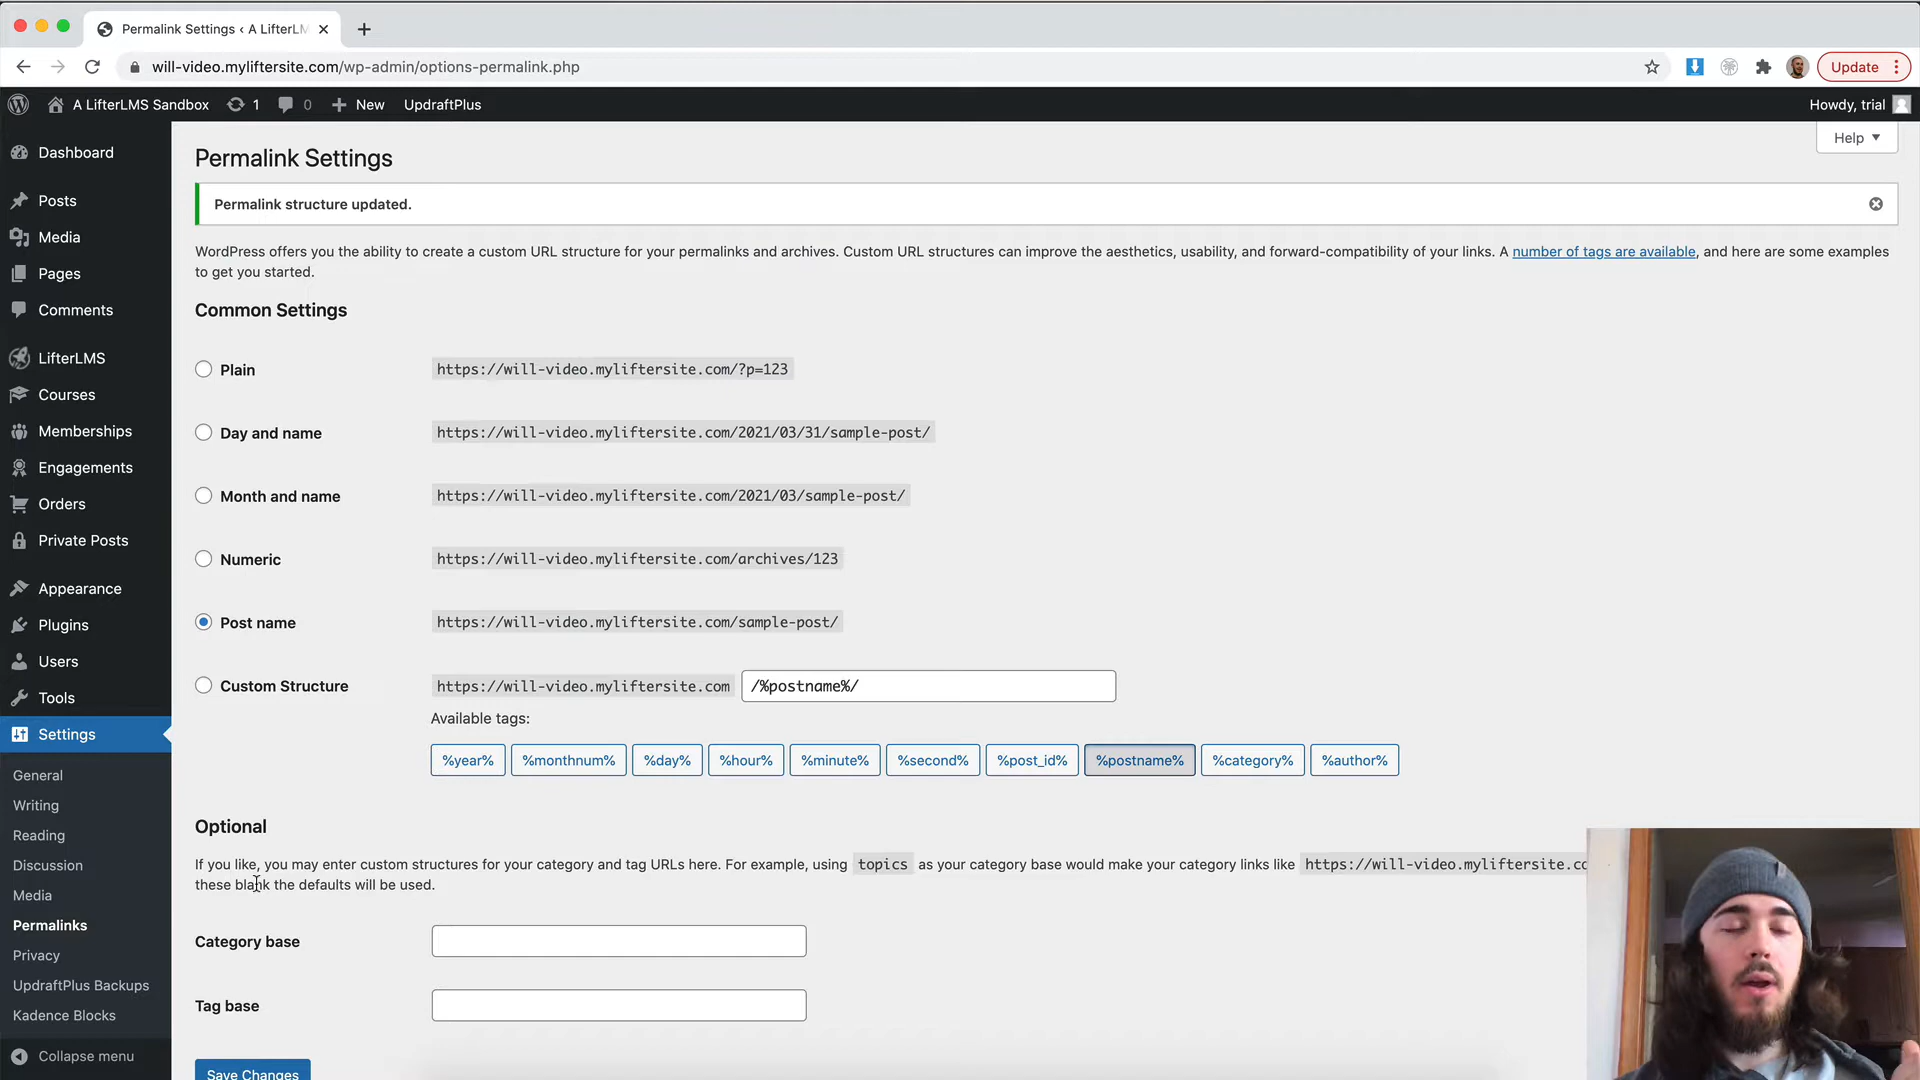 Permalink Settings ‹ A LifterLM
will-video.myliftersite.com/wp-admin/options-permalink.php
Update
A LifterLMS Sandbox
1
0
New
UpdraftPlus
Howdy, trial
Help
Dashboard
Posts
Media
Pages
Comments
LifterLMS
Courses
Memberships
Engagements
Orders
Private Posts
Appearance
Plugins
Users
Tools
Settings
General
Writing
Reading
Discussion
Media
Permalinks
Privacy
UpdraftPlus Backups
Kadence Blocks
Collapse menu
Permalink Settings
Permalink structure updated.
WordPress offers you the ability to create a custom URL structure for your permalinks and archives. Custom URL structures can improve the aesthetics, usability, and forward-compatibility of your links. A number of tags are available, and here are some examples
to get you started.
Common Settings
Plain https://will-video.myliftersite.com/?p=123
Day and name https://will-video.myliftersite.com/2021/03/31/sample-post/
Month and name https://will-video.myliftersite.com/2021/03/sample-post/
Numeric https://will-video.myliftersite.com/archives/123
Post name https://will-video.myliftersite.com/sample-post/
Custom Structure https://will-video.myliftersite.com /%postname%/
Available tags:
%year% %monthnum% %day% %hour% %minute% %second% %post_id% %postname% %category% %author%
Optional
If you like, you may enter custom structures for your category and tag URLs here. For example, using topics as your category base would make your category links like https://will-video.myliftersite.co
these blank the defaults will be used.
Category base
Tag base
Save Changes